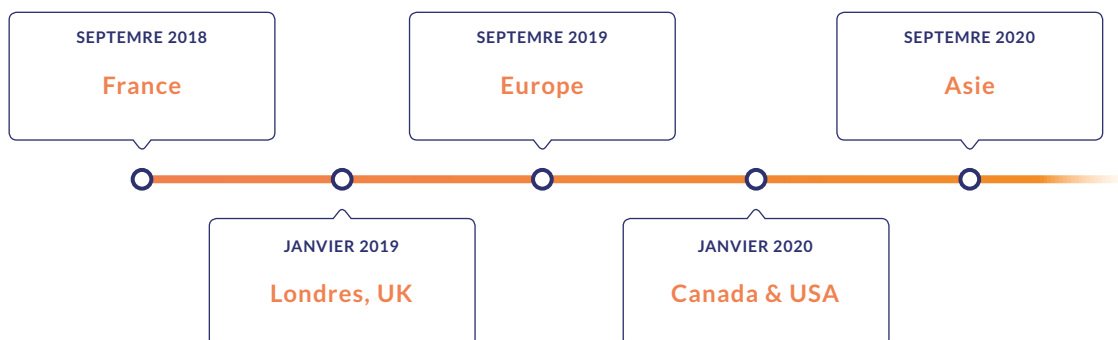 SEPTEMRE 2018
France
SEPTEMRE 2019
Europe
SEPTEMRE 2020
Asie
JANVIER 2019
Londres, UK
JANVIER 2020
Canada & USA